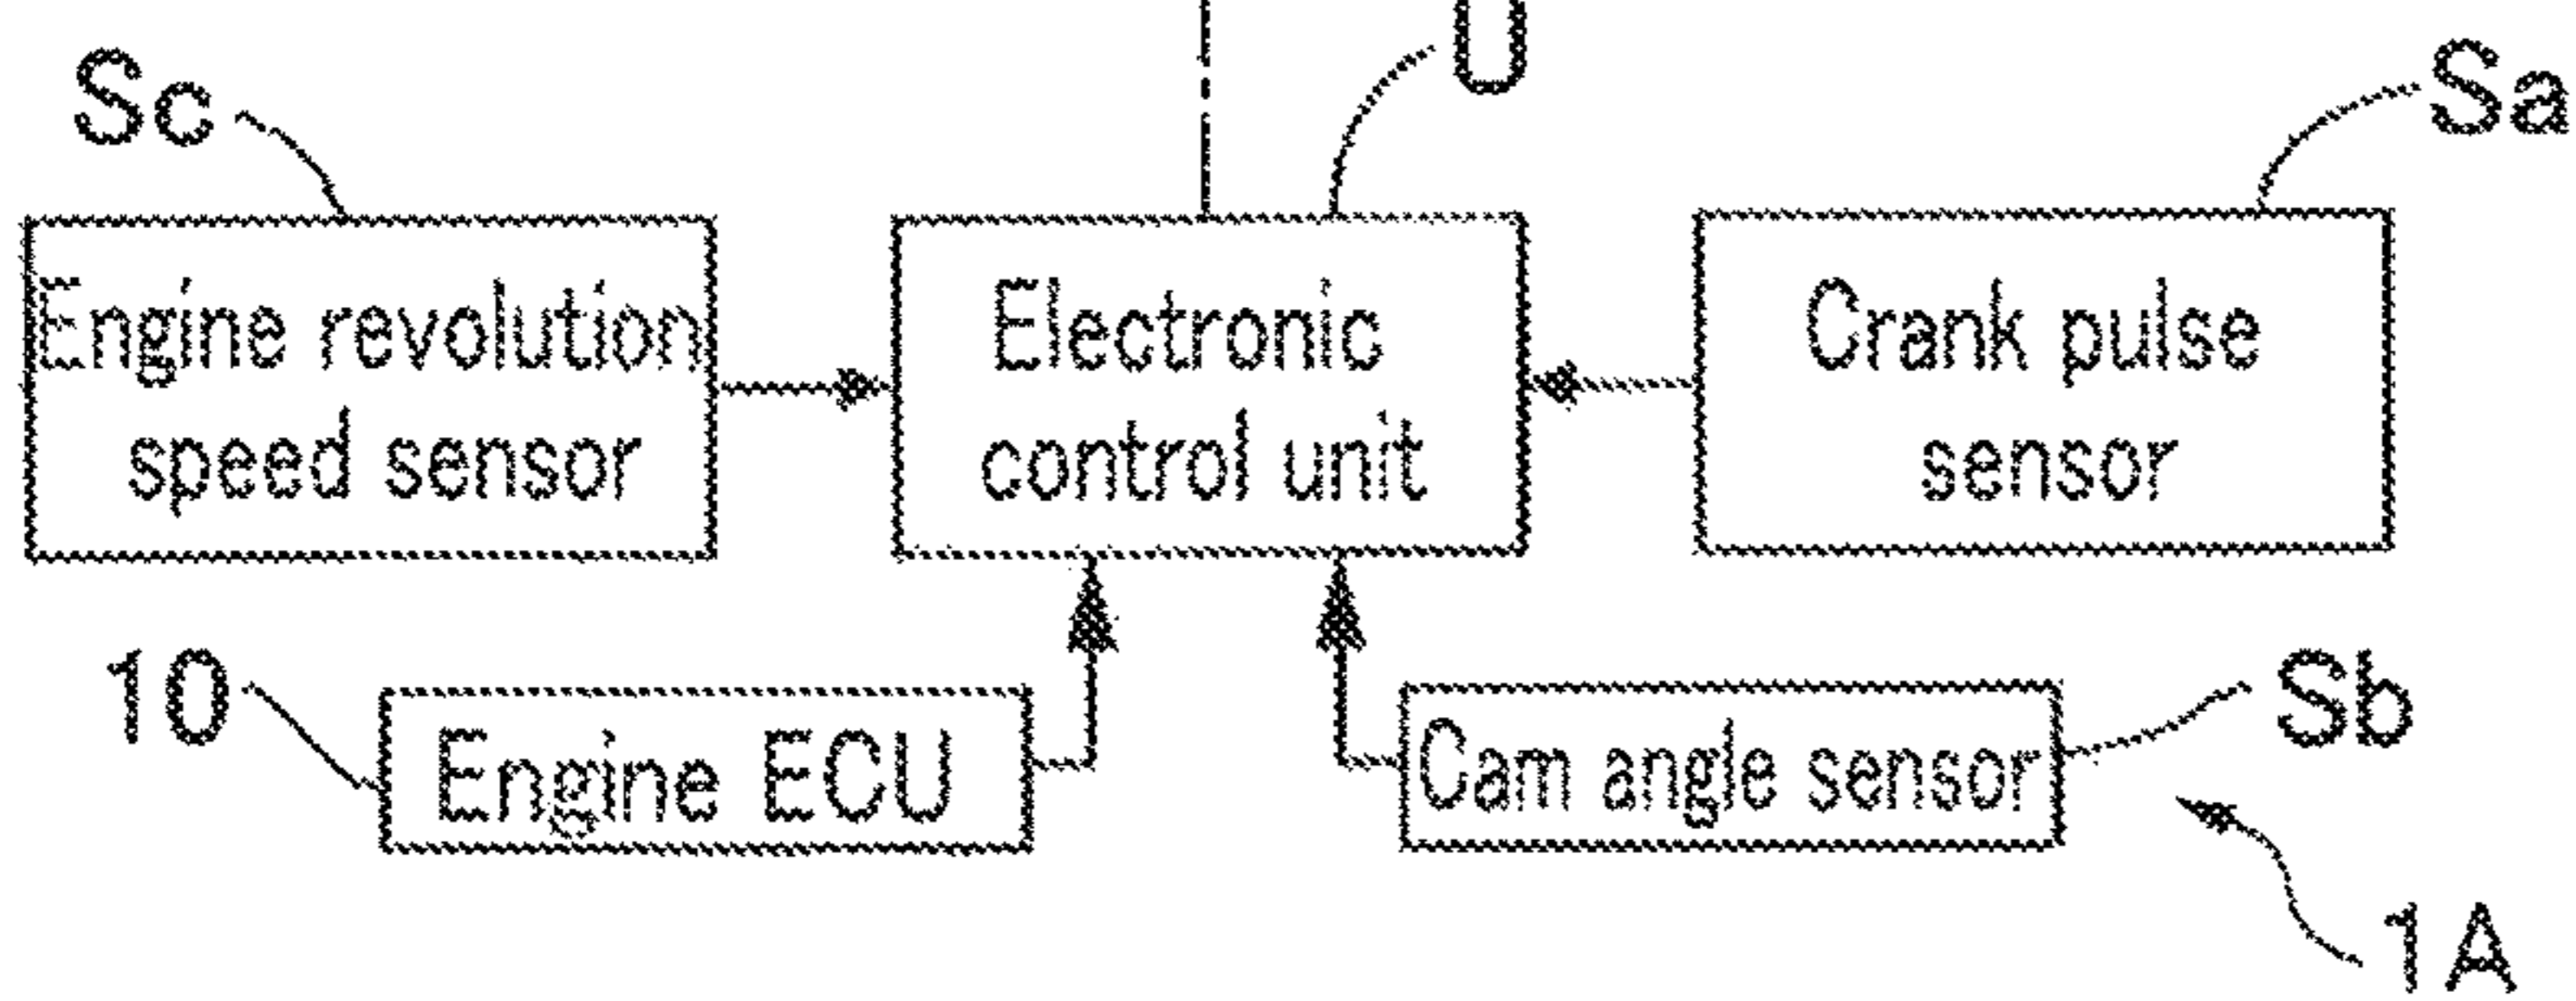 U
Sc
Sa
Engine revolution
speed sensor
Electronic
control unit
Crank pulse
sensor
10
Engine ECU
Cam angle sensor
Sb
1A